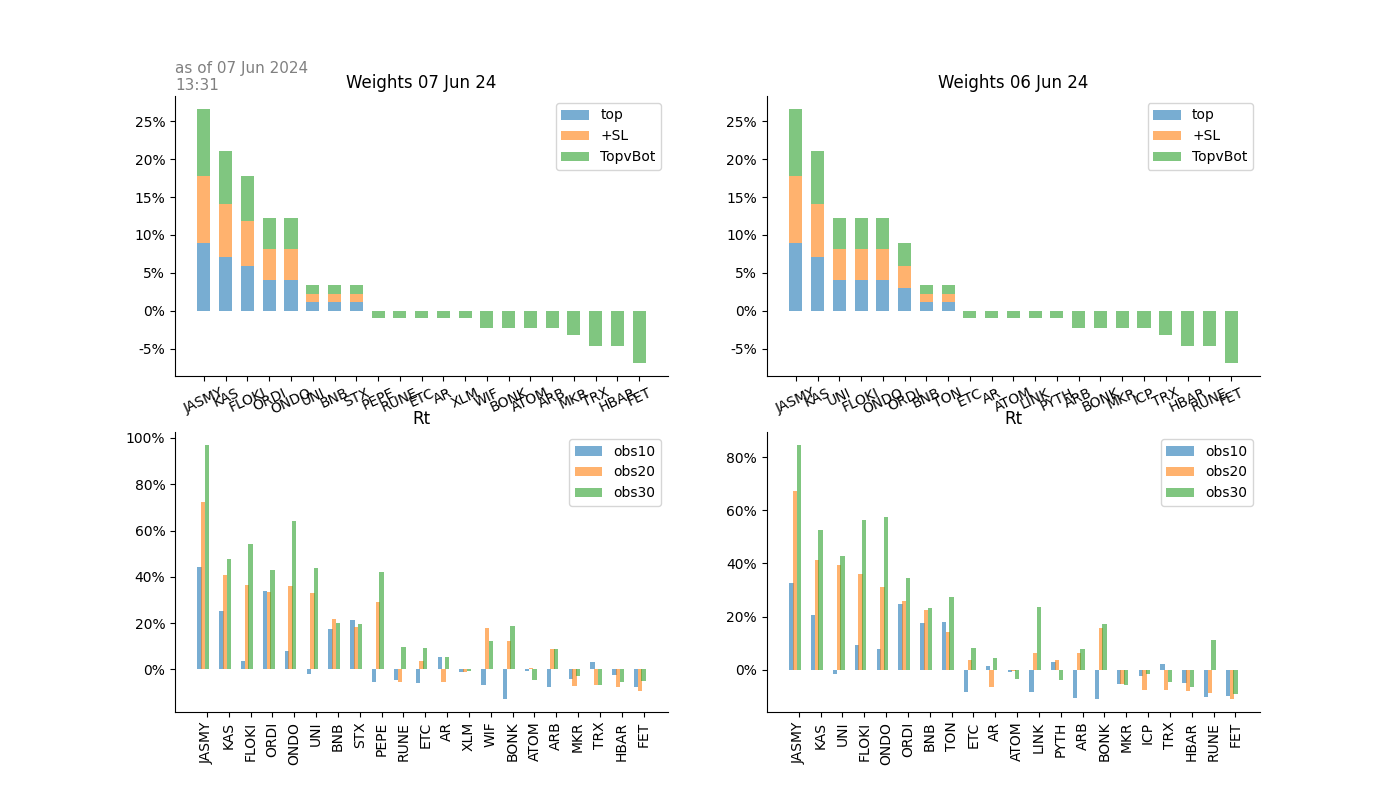 as of 07 Jun 2024
13:31
Weights 07 Jun 24
25%
20%
15%
10%
5%
0%
-5%
top
+SL
TopvBot
JASMY KAS FLOKI ORDI ONDO UNI BNB STX PEPE RUNE ETC AR XLM WIF BONK ATOM ARB MKR TRX HBAR FET
Weights 06 Jun 24
25%
20%
15%
10%
5%
0%
-5%
top
+SL
TopvBot
JASMY KAS UNI FLOKI ONDO ORDI BNB TON ETC AR ATOM LINK PYTH ARB BONK MKR ICP TRX HBAR RUNE FET
Rt
100%
80%
60%
40%
20%
0%
obs10
obs20
obs30
JASMY KAS FLOKI ORDI ONDO UNI BNB STX PEPE RUNE ETC AR XLM WIF BONK ATOM ARB MKR TRX HBAR FET
Rt
80%
60%
40%
20%
0%
obs10
obs20
obs30
JASMY KAS UNI FLOKI ONDO ORDI BNB TON ETC AR ATOM LINK PYTH ARB BONK MKR ICP TRX HBAR RUNE FET